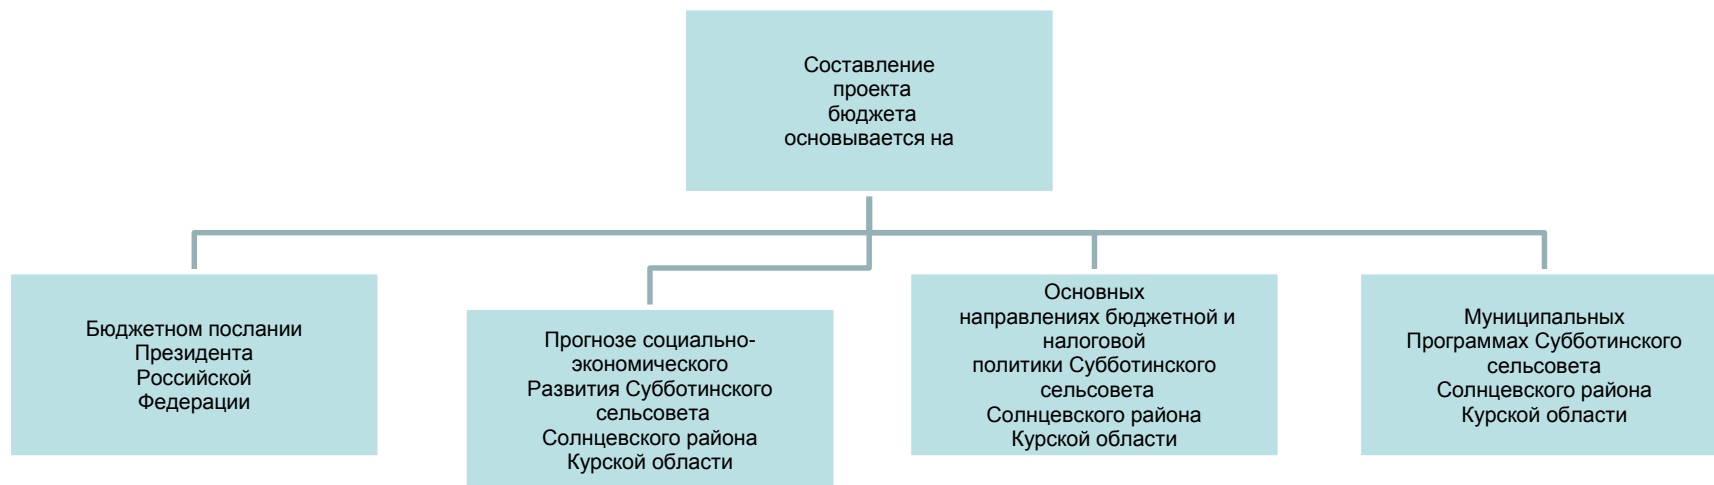 Составление
проекта
бюджета
основывается на
Бюджетном послании
Президента
Российской
Федерации
Прогнозе социально-
экономического
Развития Субботинского
сельсовета
Солнцевского района
Курской области
Основных
направлениях бюджетной и
налоговой
политики Субботинского
сельсовета
Солнцевского района
Курской области
Муниципальных
Программах Субботинского
сельсовета
Солнцевского района
Курской области